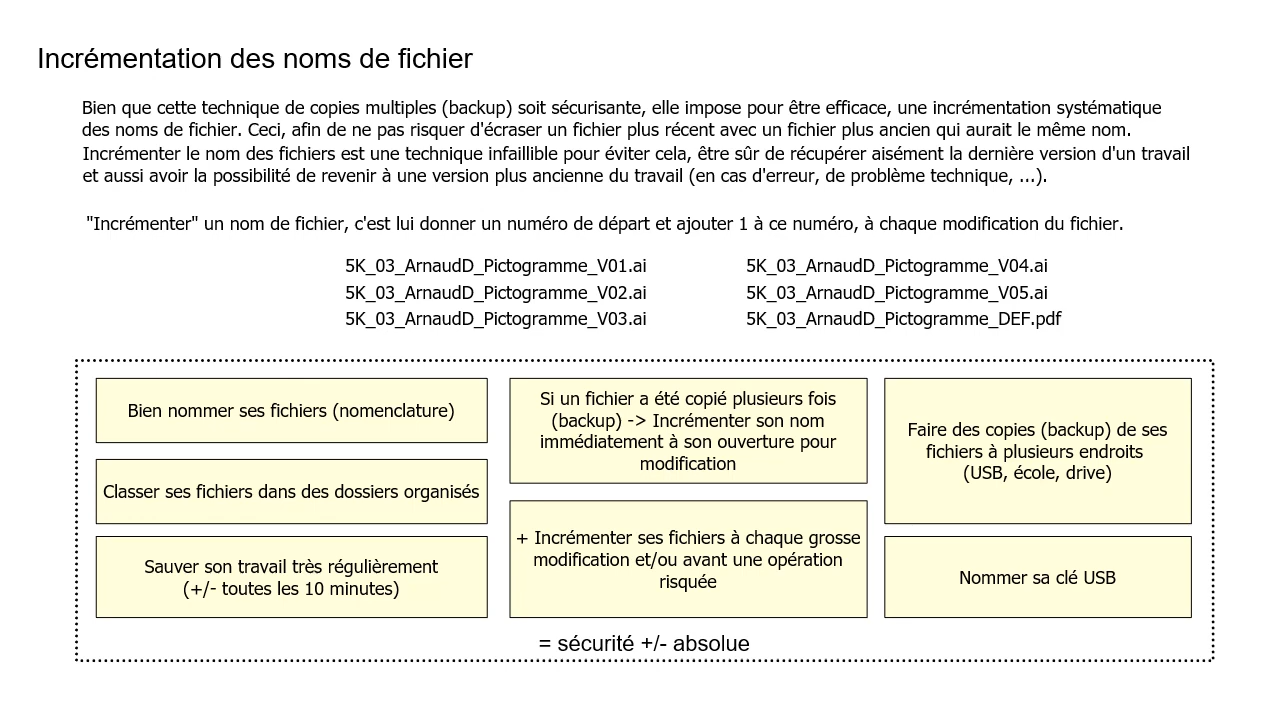 Incrémentation des noms de fichier
Bien que cette technique de copies multiples (backup) soit sécurisante, elle impose pour être efficace, une incrémentation systématique
des noms de fichier. Ceci, afin de ne pas risquer d'écraser un fichier plus récent avec un fichier plus ancien qui aurait le même nom.
Incrémenter le nom des fichiers est une technique infaillible pour éviter cela, être sûr de récupérer aisément la dernière version d'un travail
et aussi avoir la possibilité de revenir à une version plus ancienne du travail (en cas d'erreur, de problème technique, ...).
"Incrémenter" un nom de fichier, c'est lui donner un numéro de départ et ajouter 1 à ce numéro, à chaque modification du fichier.
5K_03_ArnaudD_Pictogramme_V01.ai
5K_03_ArnaudD_Pictogramme_V02.ai
5K_03_ArnaudD_Pictogramme_V03.ai
5K_03_ArnaudD_Pictogramme_V04.ai
5K_03_ArnaudD_Pictogramme_V05.ai
5K_03_ArnaudD_Pictogramme_DEF.pdf
Bien nommer ses fichiers (nomenclature)
Classer ses fichiers dans des dossiers organisés
Sauver son travail très régulièrement
(+/- toutes les 10 minutes)
Si un fichier a été copié plusieurs fois
(backup) -> Incrémenter son nom
immédiatement à son ouverture pour
modification
+ Incrémenter ses fichiers à chaque grosse
modification et/ou avant une opération
risquée
Faire des copies (backup) de ses
fichiers à plusieurs endroits
(USB, école, drive)
Nommer sa clé USB
= sécurité +/- absolue